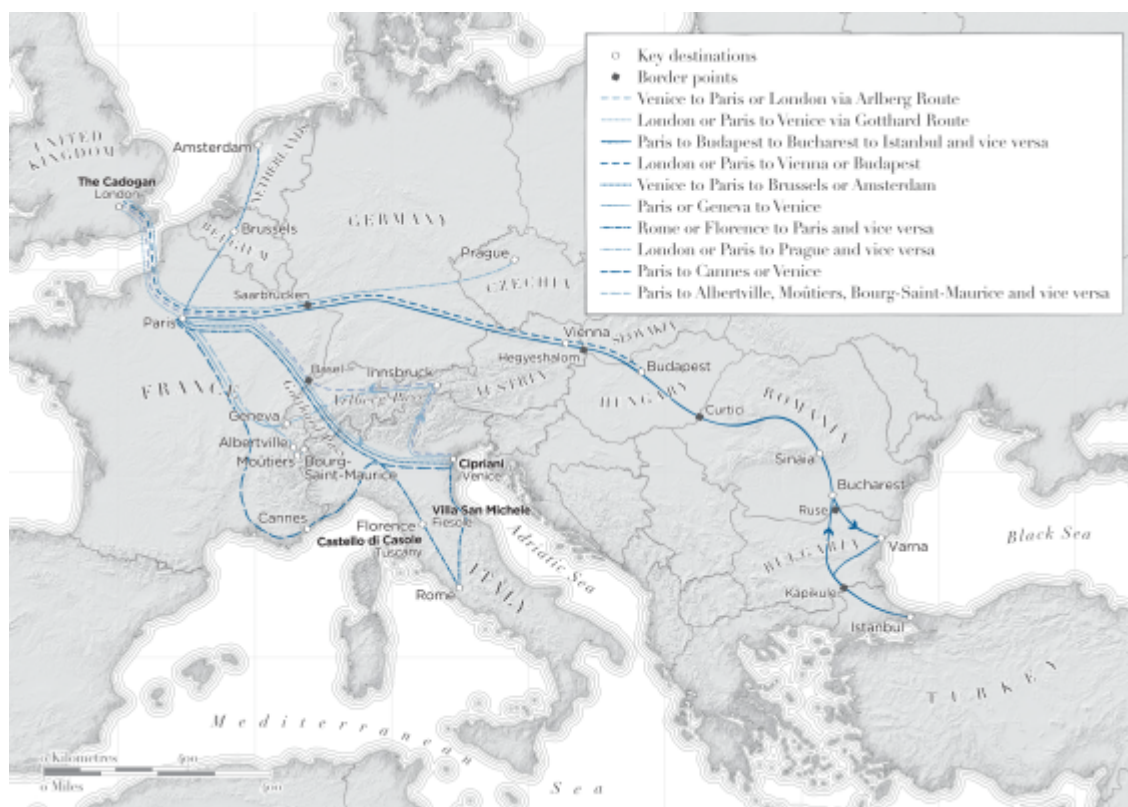 Key destinations
Border points
Venice to Paris or London via Arlberg Route
London or Paris to Venice via Gotthard Route
Paris to Budapest to Bucharest to Istanbul and vice versa
London or Paris to Vienna or Budapest
Venice to Paris to Brussels or Amsterdam
Paris or Geneva to Venice
Rome or Florence to Paris and vice versa
London or Paris to Prague and vice versa
Paris to Cannes or Venice
Paris to Albertville, Moûtiers, Bourg-Saint-Maurice and vice versa
UNITED
KINGDOM
Amsterdam
NETHERLANDS
The Cadogan
London
GERMANY
Brussels
BELGIUM
Prague
CZECHIA
Saarbrücken
Paris
Vienna
SLOVAKIA
Hegyeshalom
Budapest
Basel
Innsbruck
AUSTRIA
FRANCE
Arlberg Pass
HUNGARY
ROMANIA
Curtici
Geneva
Albertville
Moûtiers
Bourg-
Saint-Maurice
Sinaia
Cipriani
Venice
Bucharest
Ruse
Villa San Michele
Fiesole
Cannes
Florence
Castello di Casole
Tuscany
Adriatic Sea
Varna
Black Sea
BULGARIA
ITALY
Rome
Kapikule
Istanbul
TURKEY
Mediterranean
Sea
0 Kilometres 400
0 Miles 400